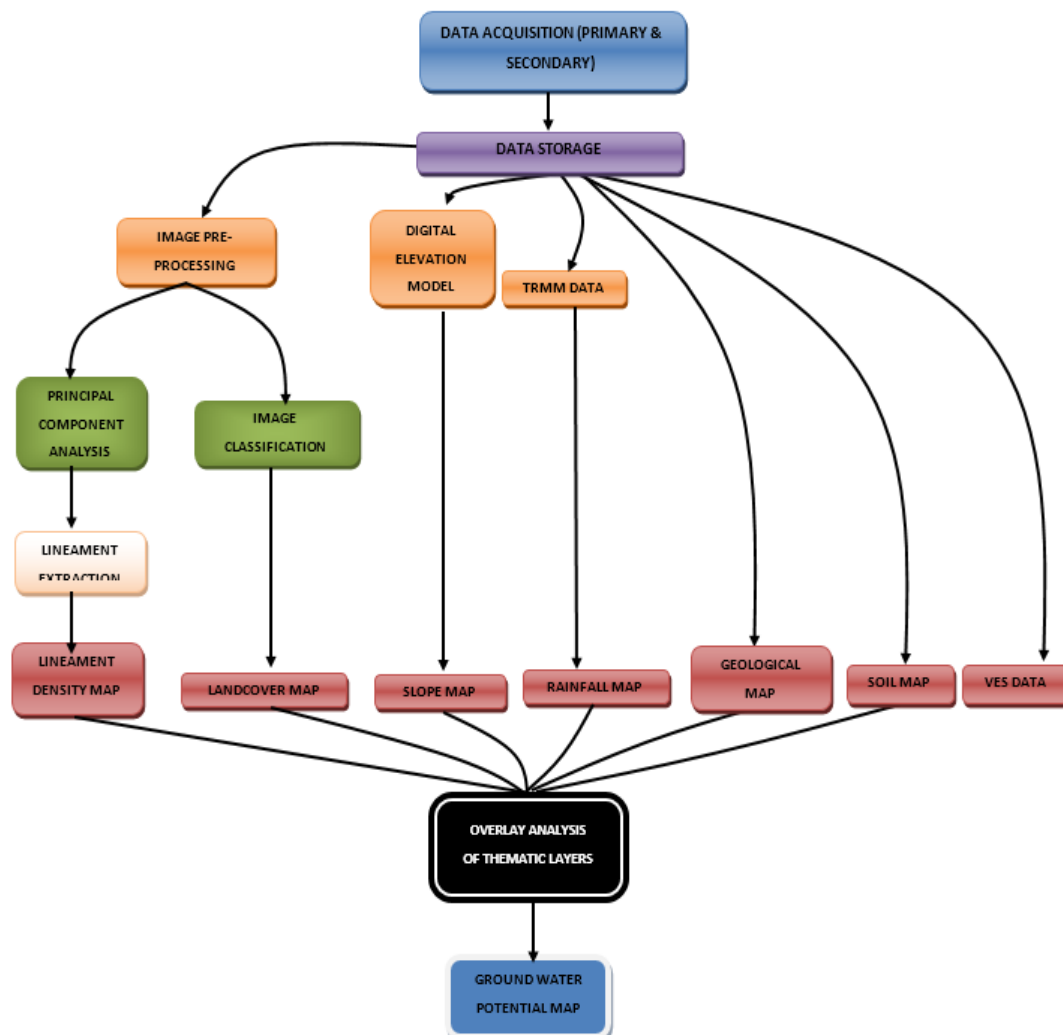 DATA ACQUISITION (PRIMARY &
SECONDARY)
DATA STORAGE
IMAGE PRE-
PROCESSING
DIGITAL
ELEVATION
MODEL
TRMM DATA
PRINCIPAL
COMPONENT
ANALYSIS
IMAGE
CLASSIFICATION
LINEAMENT
EXTRACTION
LINEAMENT
DENSITY MAP
LANDCOVER MAP
SLOPE MAP
RAINFALL MAP
GEOLOGICAL
MAP
SOIL MAP
VES DATA
OVERLAY ANALYSIS
OF THEMATIC LAYERS
GROUND WATER
POTENTIAL MAP